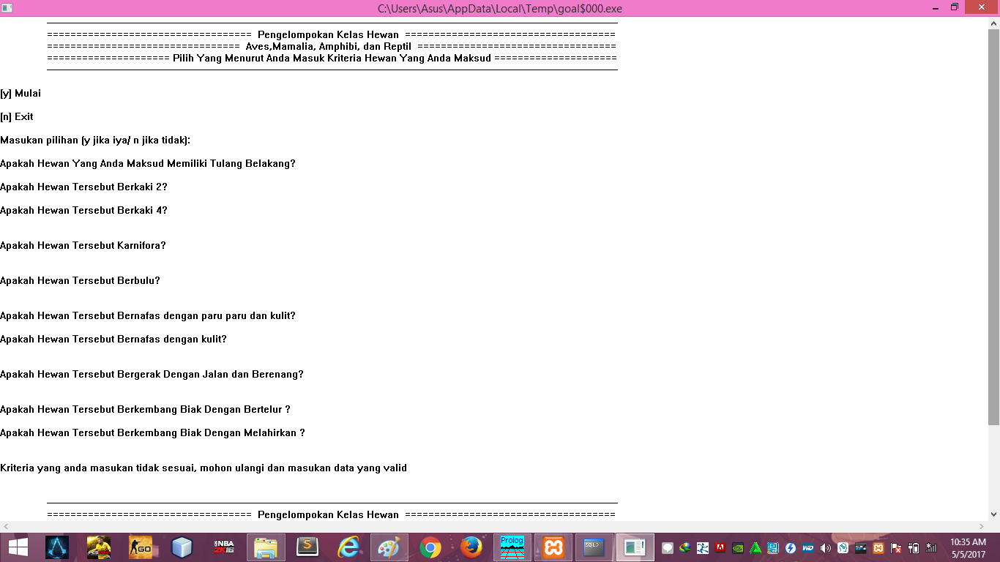 C:\Users\Asus\AppData\Local\Temp\goal$000.exe
=================================== Pengelompokan Kelas Hewan ====================================
================================= Aves,Mamalia, Amphibi, dan Reptil ==================================
===================== Pilih Yang Menurut Anda Masuk Kriteria Hewan Yang Anda Maksud =====================
[y] Mulai
[n] Exit
Masukan pilihan (y jika iya/ n jika tidak):
Apakah Hewan Yang Anda Maksud Memiliki Tulang Belakang?
Apakah Hewan Tersebut Berkaki 2?
Apakah Hewan Tersebut Berkaki 4?
Apakah Hewan Tersebut Karnifora?
Apakah Hewan Tersebut Berbulu?
Apakah Hewan Tersebut Bernafas dengan paru paru dan kulit?
Apakah Hewan Tersebut Bernafas dengan kulit?
Apakah Hewan Tersebut Bergerak Dengan Jalan dan Berenang?
Apakah Hewan Tersebut Berkembang Biak Dengan Bertelur ?
Apakah Hewan Tersebut Berkembang Biak Dengan Melahirkan ?
Kriteria yang anda masukan tidak sesuai, mohon ulangi dan masukan data yang valid
=================================== Pengelompokan Kelas Hewan ====================================
GO
NBA
2K16
S
Prolog
SQL>
WD
10:35 AM
5/5/2017